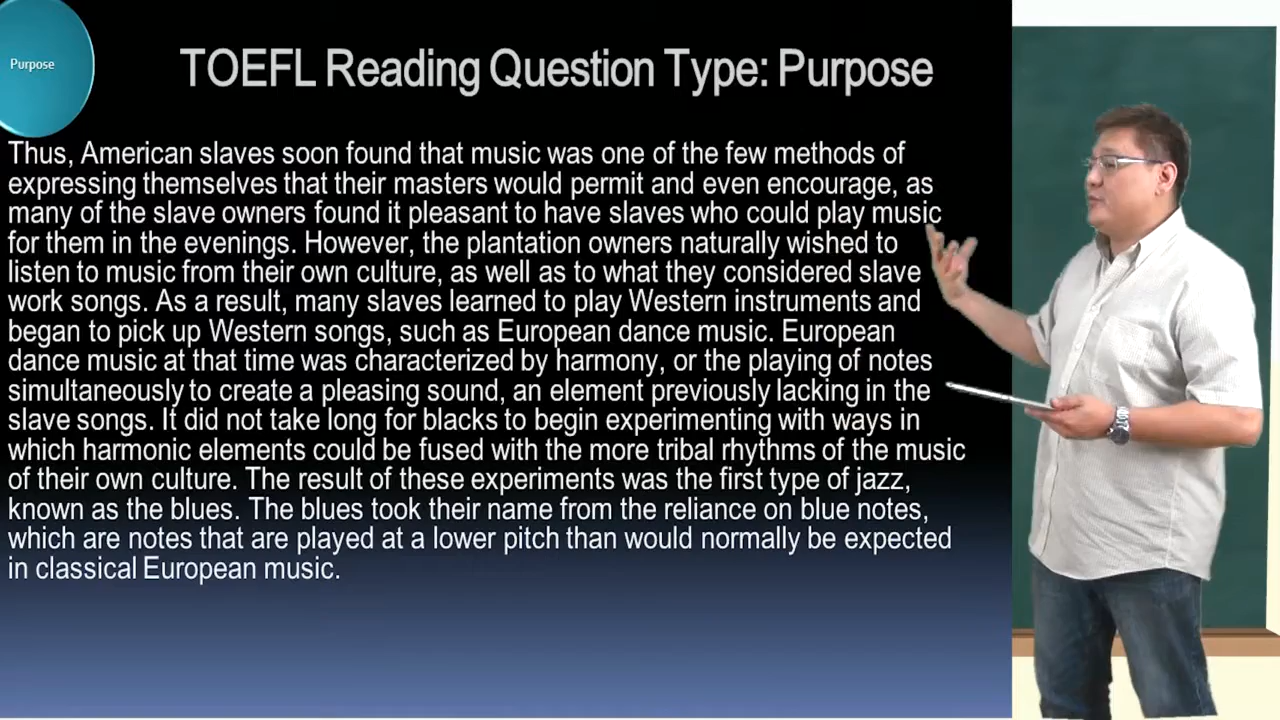 Purpose
TOEFL Reading Question Type: Purpose
Thus, American slaves soon found that music was one of the few methods of
expressing themselves that their masters would permit and even encourage, as
many of the slave owners found it pleasant to have slaves who could play music
for them in the evenings. However, the plantation owners naturally wished to
listen to music from their own culture, as well as to what they considered slave
work songs. As a result, many slaves learned to play Western instruments and
began to pick up Western songs, such as European dance music. European
dance music at that time was characterized by harmony, or the playing of notes
simultaneously to create a pleasing sound, an element previously lacking in the
slave songs. It did not take long for blacks to begin experimenting with ways in
which harmonic elements could be fused with the more tribal rhythms of the music
of their own culture. The result of these experiments was the first type of jazz,
known as the blues. The blues took their name from the reliance on blue notes,
which are notes that are played at a lower pitch than would normally be expected
in classical European music.